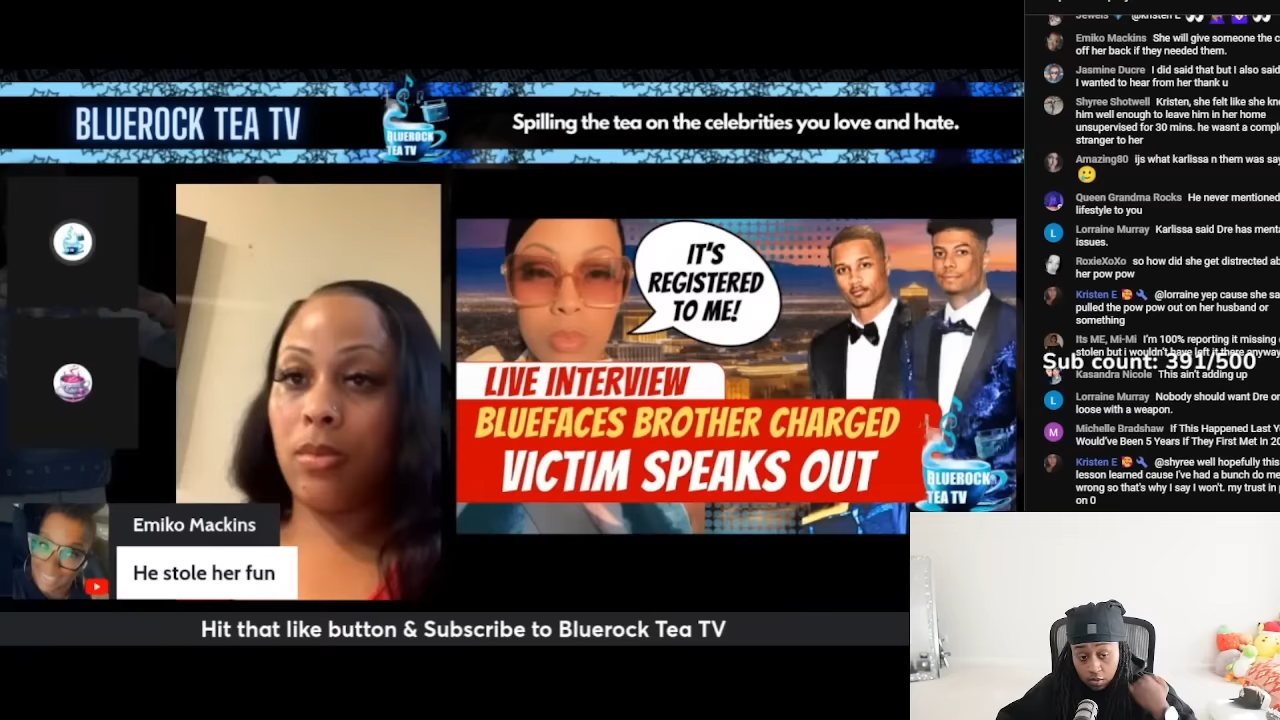 BLUEROCK TEA TV
BLUEROCK
TEA TV
Spilling the tea on the celebrities you love and hate.
IT'S
REGISTERED
TO ME!
LIVE INTERVIEW
BLUEFACES BROTHER CHARGED
VICTIM SPEAKS OUT
BLUEROCK
TEA TV
Emiko Mackins
He stole her fun
Hit that like button & Subscribe to Bluerock Tea TV
Jewels @kristen E
Emiko Mackins She will give someone the c
off her back if they needed them.
Jasmine Ducre I did said that but I also said
I wanted to hear from her thank u
Shyree Shotwell Kristen, she felt like she kn
him well enough to leave him in her home
unsupervised for 30 mins. he wasnt a comple
stranger to her
Amazing80 ijs what karlissa n them was say
Queen Grandma Rocks He never mentioned
lifestyle to you
L Lorraine Murray Karlissa said Dre has menta
issues.
RoxieXoXo so how did she get distrected ab
her pow pow
Kristen E @lorraine yep cause she sa
pulled the pow pow out on her husband or
something
Its ME, Mi-Mi I'm 100% reporting it missing
stolen but i wouldn't have left it there anyway
Sub count: 391/500
Kasandra Nicole This ain't adding up
L Lorraine Murray Nobody should want Dre on
loose with a weapon.
M Michelle Bradshaw If This Happened Last Y
Would've Been 5 Years If They First Met In 20
Kristen E @shyree well hopefully this
lesson learned cause I've had a bunch do me
wrong so that's why I say I won't. my trust in p
on 0